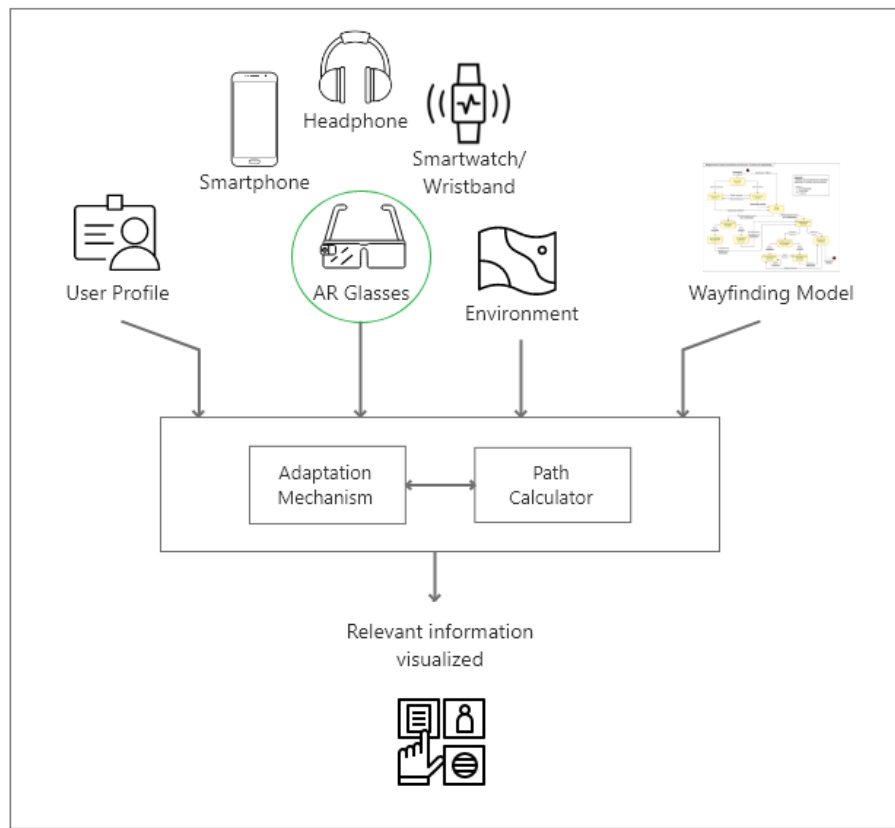 Headphone
Smartphone
Smartwatch/
Wristband
User Profile
AR Glasses
Environment
Wayfinding Model
Adaptation
Mechanism
Path
Calculator
Relevant information
visualized